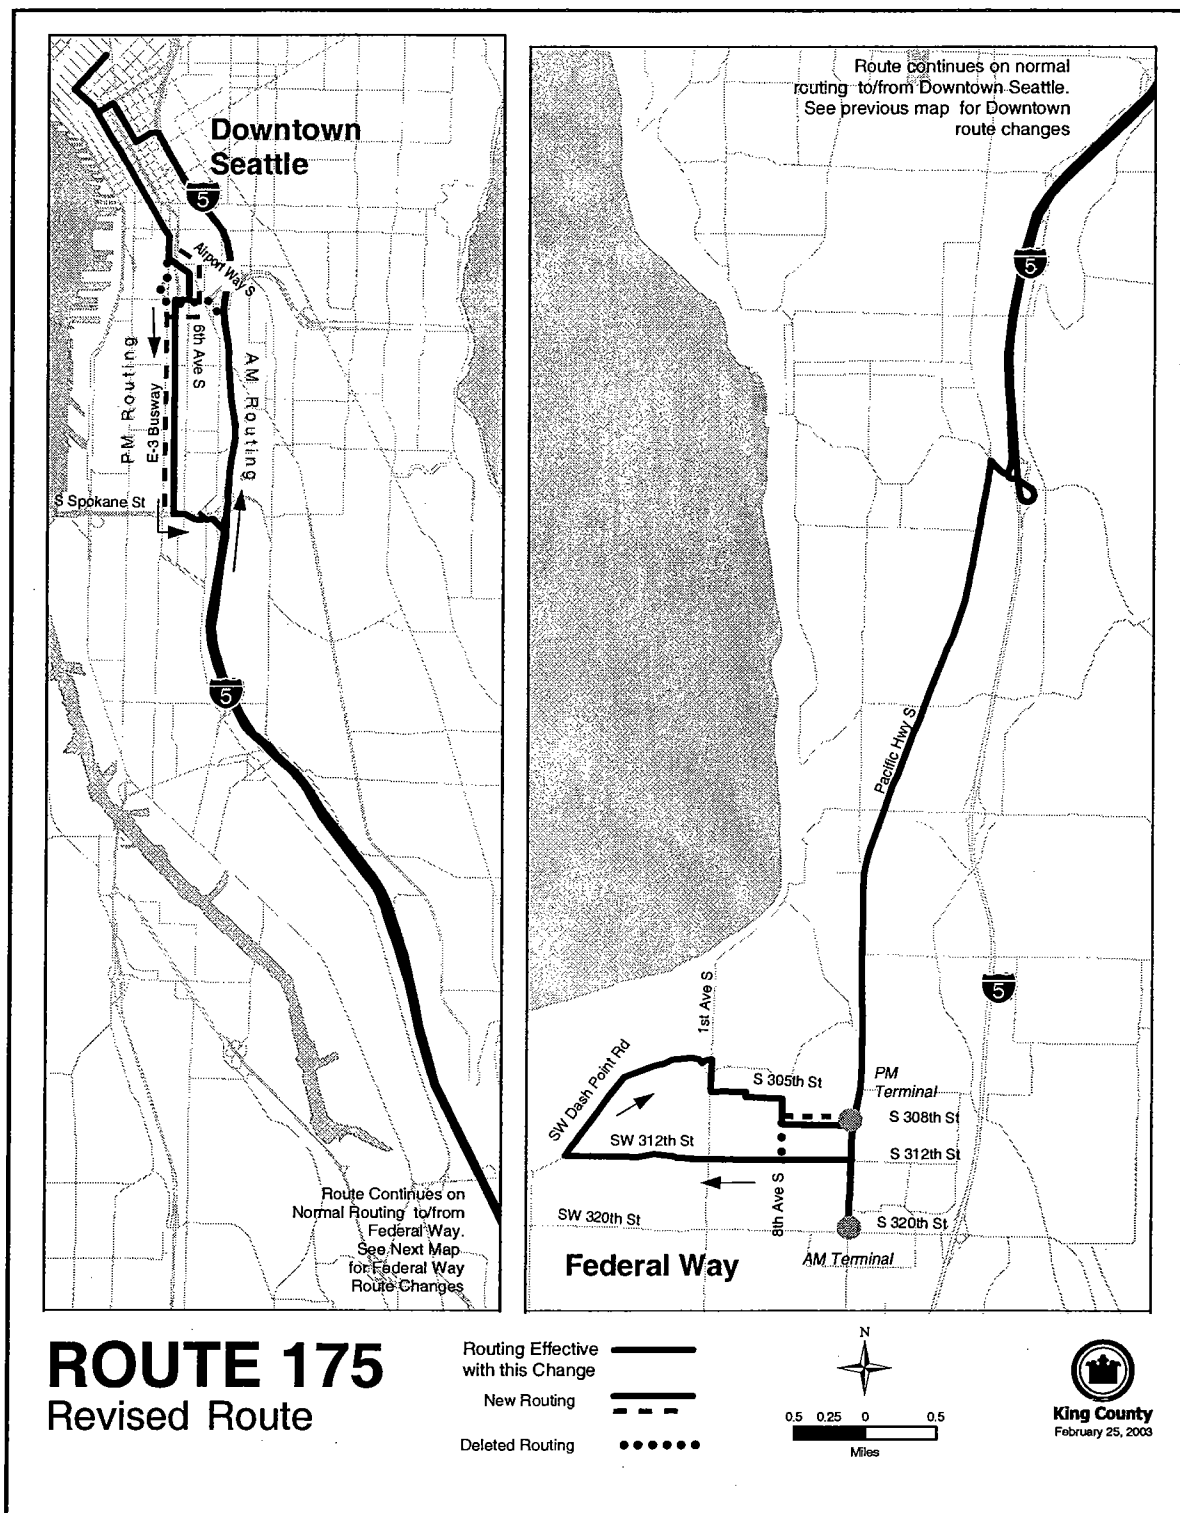 Downtown
Seattle
5
Airport Way S
6th Ave S
PM Routing
E-3 Busway
AM Routing
S Spokane St
5
Route Continues on
Normal Routing to/from
Federal Way.
See Next Map
for Federal Way
Route Changes
Route continues on normal
routing to/from Downtown Seattle.
See previous map for Downtown
route changes
5
Pacific Hwy S
5
1st Ave S
SW Dash Point Rd
S 305th St
PM
Terminal
S 308th St
SW 312th St
S 312th St
8th Ave S
SW 320th St
S 320th St
AM Terminal
Federal Way
ROUTE 175
Revised Route
Routing Effective
with this Change
New Routing
Deleted Routing
N
0.5 0.25 0 0.5
Miles
King County
February 25, 2003